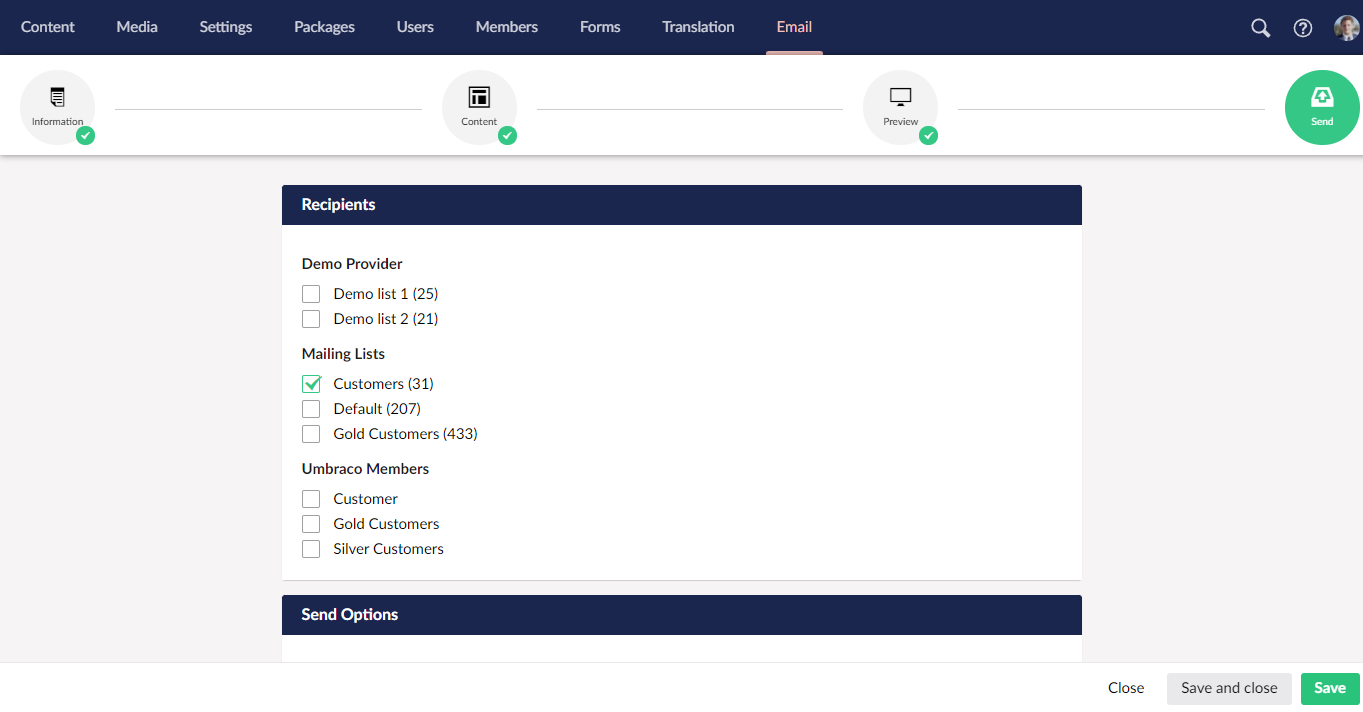 Content Media Settings Packages Users Members Forms Translation Email
Information Content Preview Send
Recipients
Demo Provider
Demo list 1 (25)
Demo list 2 (21)
Mailing Lists
Customers (31)
Default (207)
Gold Customers (433)
Umbraco Members
Customer
Gold Customers
Silver Customers
Send Options
Close Save and close Save